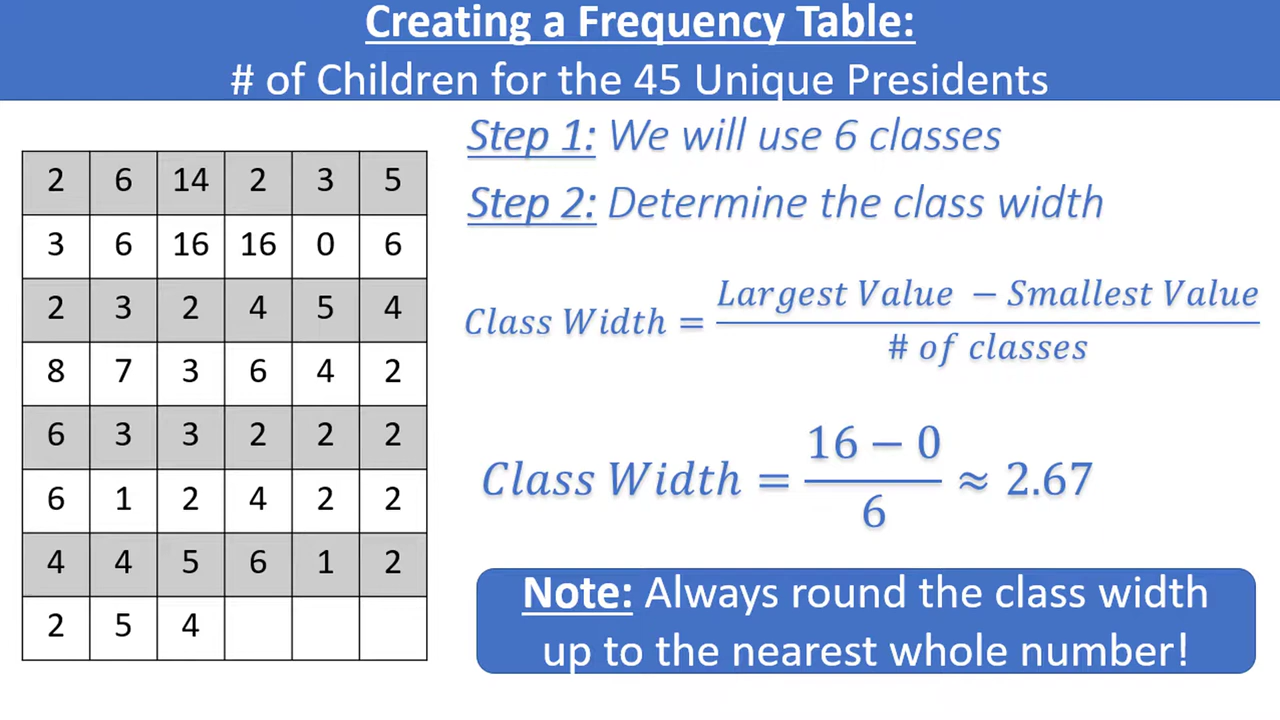 Creating a Frequency Table:
# of Children for the 45 Unique Presidents
2 6 14 2 3 5
3 6 16 16 0 6
2 3 2 4 5 4
8 7 3 6 4 2
6 3 3 2 2 2
6 1 2 4 2 2
4 4 5 6 1 2
2 5 4
Step 1: We will use 6 classes
Step 2: Determine the class width
Class Width = Largest Value − Smallest Value
# of classes
Class Width = 16 − 0
6
≈ 2.67
Note: Always round the class width
up to the nearest whole number!